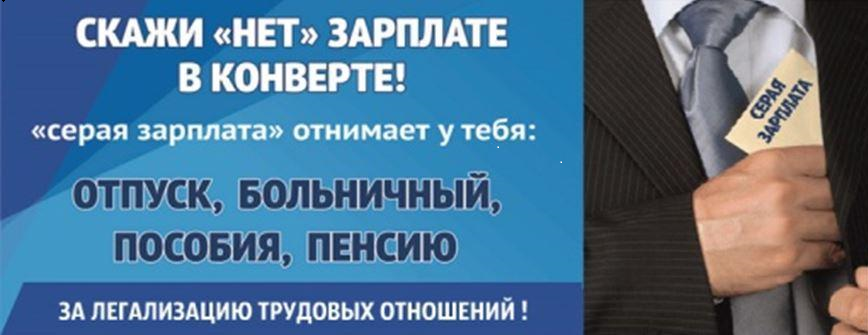 СКАЖИ «НЕТ» ЗАРПЛАТЕ
В КОНВЕРТЕ!
«серая зарплата» отнимает у тебя:
ОТПУСК, БОЛЬНИЧНЫЙ,
ПОСОБИЯ, ПЕНСИЮ
ЗА ЛЕГАЛИЗАЦИЮ ТРУДОВЫХ ОТНОШЕНИЙ !
СЕРАЯ
ЗАРПЛАТА